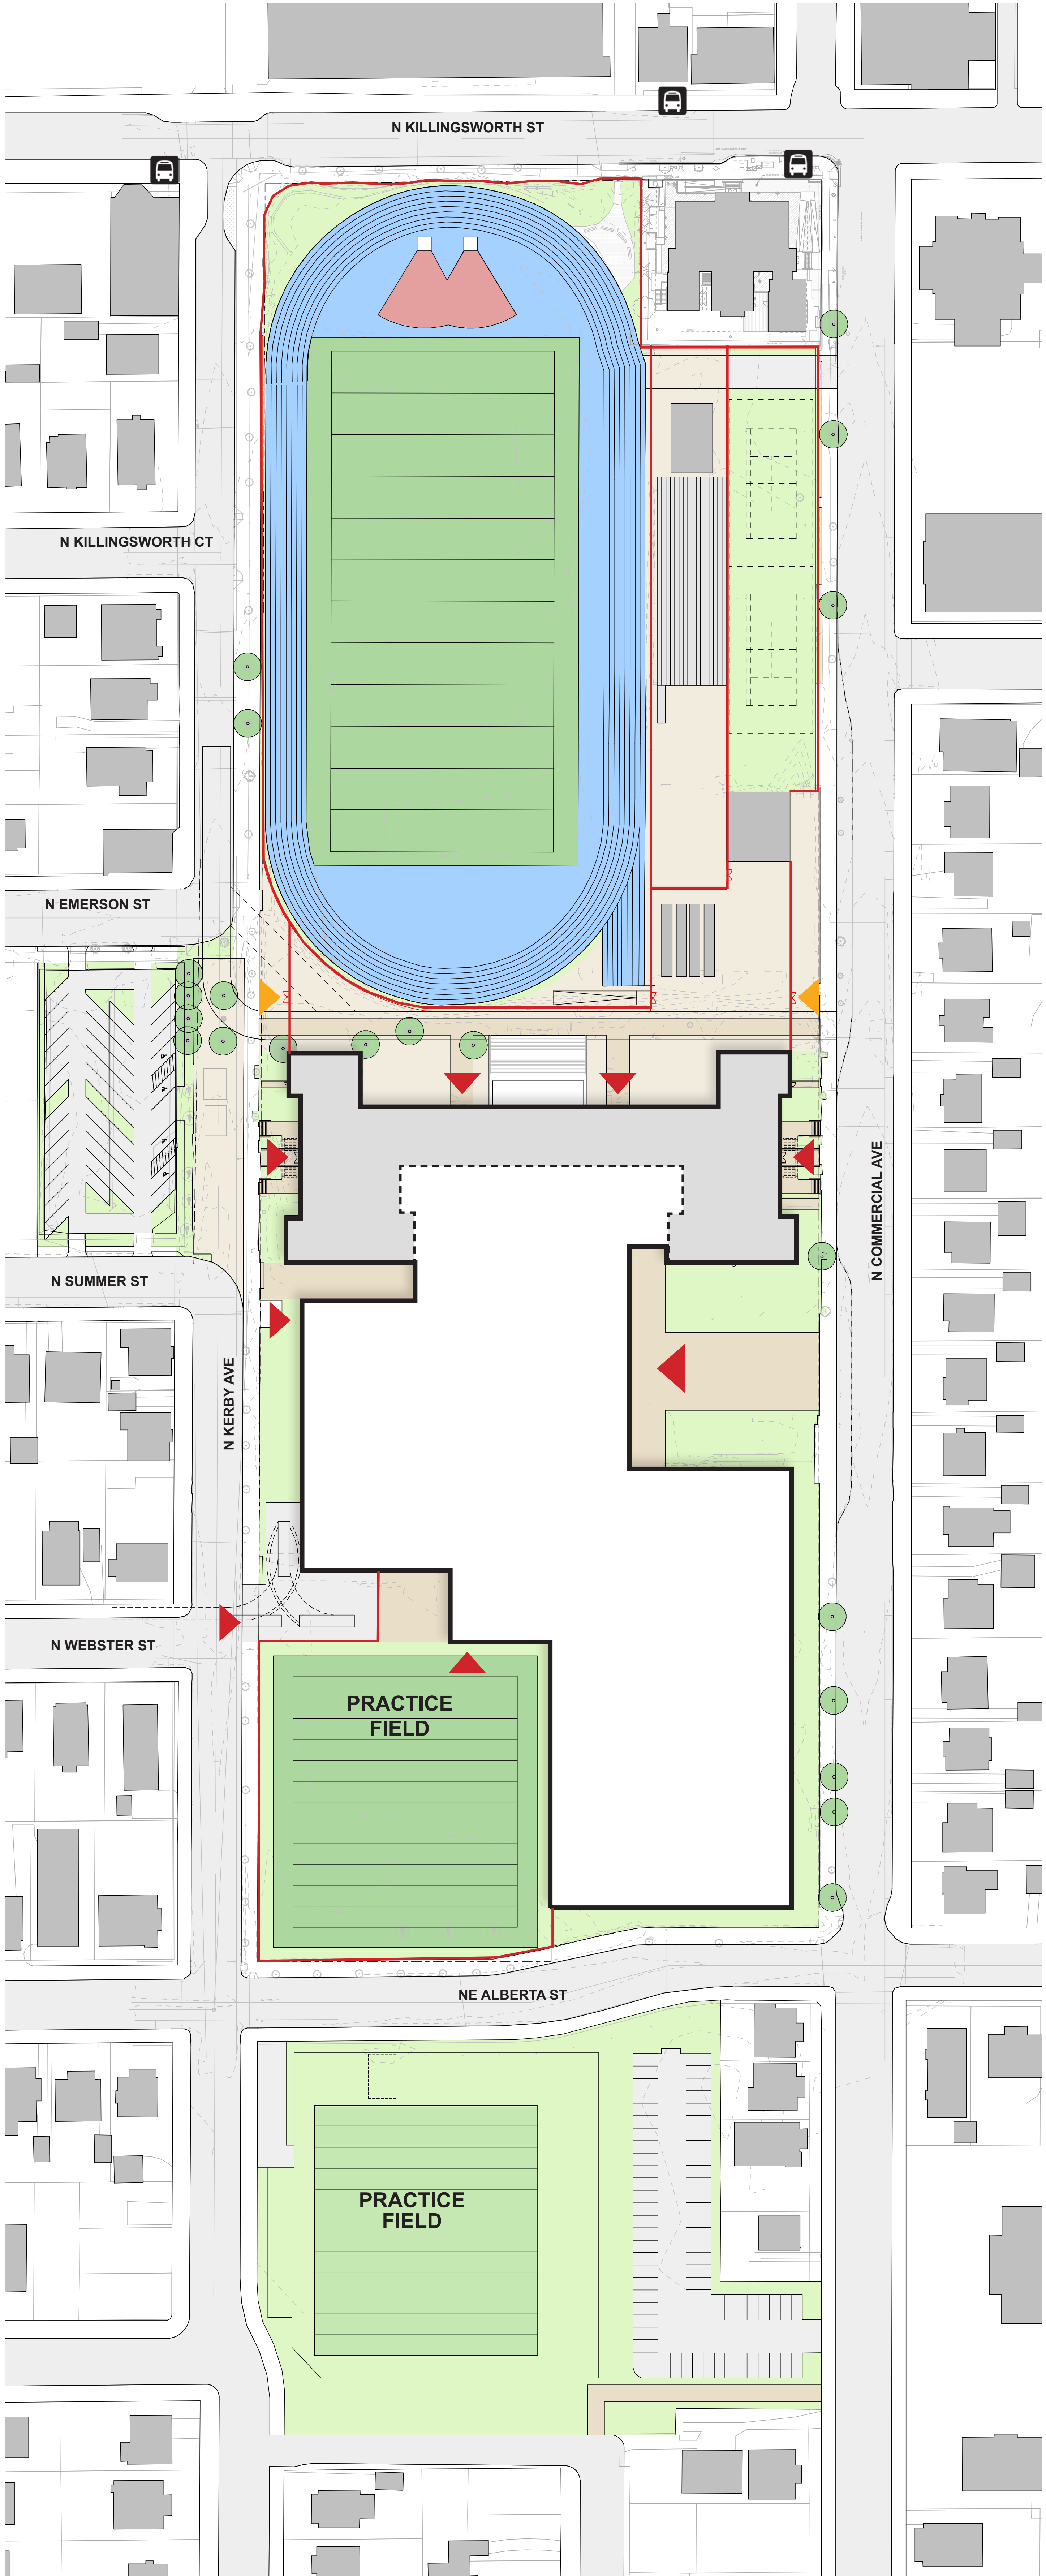 N KILLINGSWORTH ST
N KILLINGSWORTH CT
N EMERSON ST
N COMMERCIAL AVE
N SUMMER ST
N KERBY AVE
N WEBSTER ST
PRACTICE
FIELD
NE ALBERTA ST
PRACTICE
FIELD